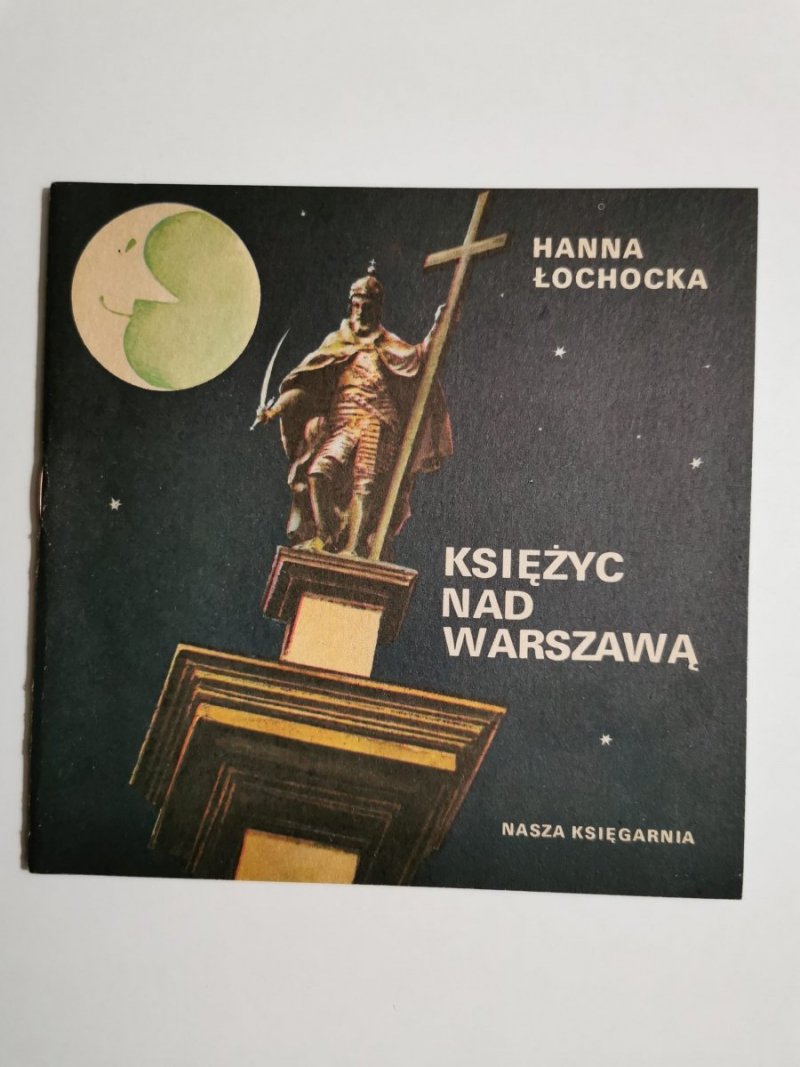 HANNA
ŁOCHOCKA
KSIĘŻYC
NAD
WARSZAWĄ
NASZA KSIĘGARNIA